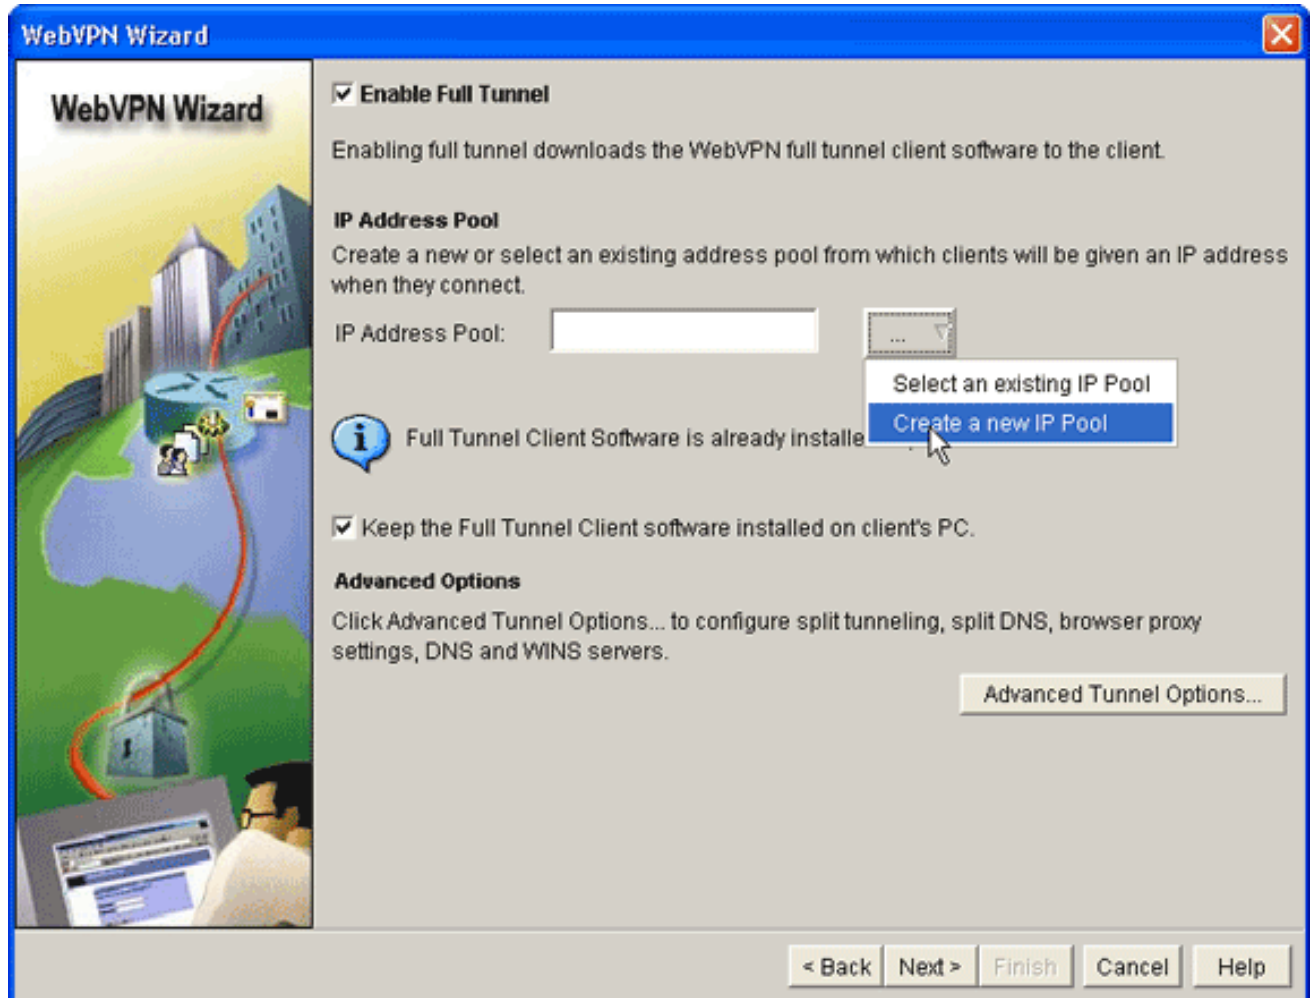 WebVPN Wizard
WebVPN Wizard
Enable Full Tunnel
Enabling full tunnel downloads the WebVPN full tunnel client software to the client.
IP Address Pool
Create a new or select an existing address pool from which clients will be given an IP address
when they connect.
IP Address Pool:
...
Select an existing IP Pool
Create a new IP Pool
Full Tunnel Client Software is already
Keep the Full Tunnel Client software installed on client's PC.
Advanced Options
Click Advanced Tunnel Options... to configure split tunneling, split DNS, browser proxy
settings, DNS and WINS servers.
Advanced Tunnel Options...
< Back
Next >
Finish
Cancel
Help